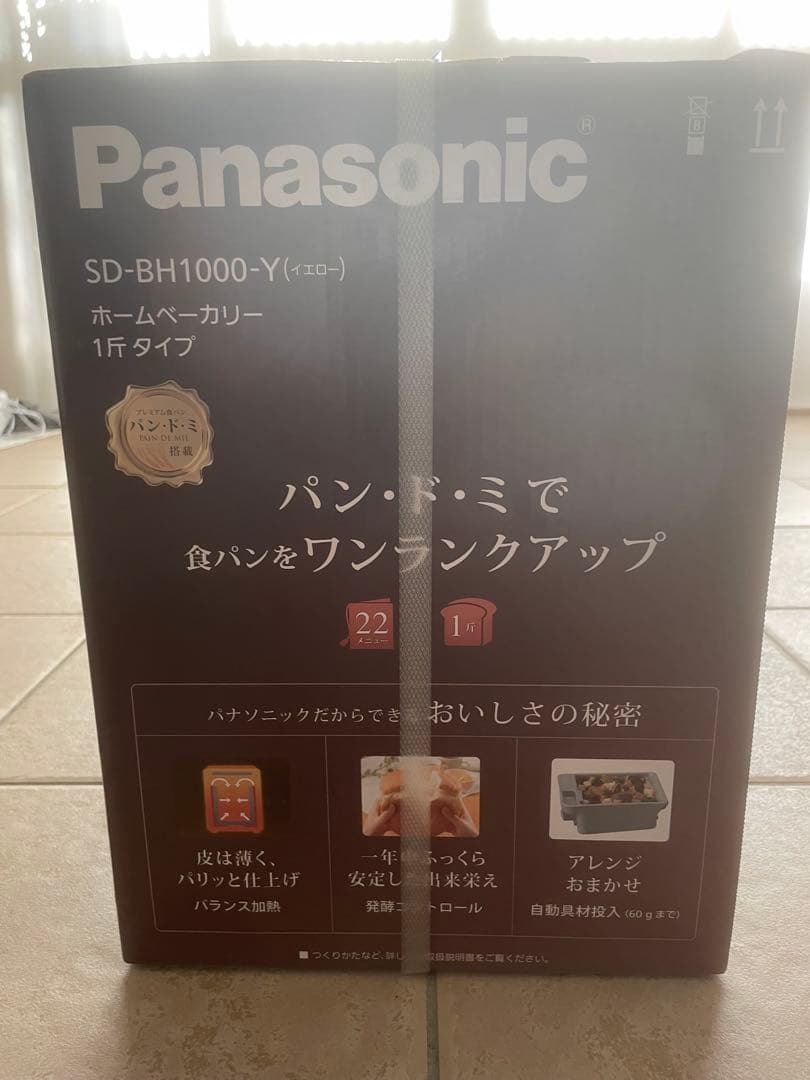 Panasonic®
SD-BH1000-Y(イエロー)
ホームベーカリー
1斤タイプ
プレミアム食パン
パン・ド・ミ
PAIN DE MIE
搭載
パン・ド・ミで
食パンをワンランクアップ
22
メニュー
1斤
パナソニックだからでき
おいしさの秘密
皮は薄く、
パリッと仕上げ
バランス加熱
一年 ふっくら
安定し 出来栄え
発酵コントロール
アレンジ
おまかせ
自動具材投入(60gまで)
■つくりかたなど、詳し 取扱説明書をご覧ください。